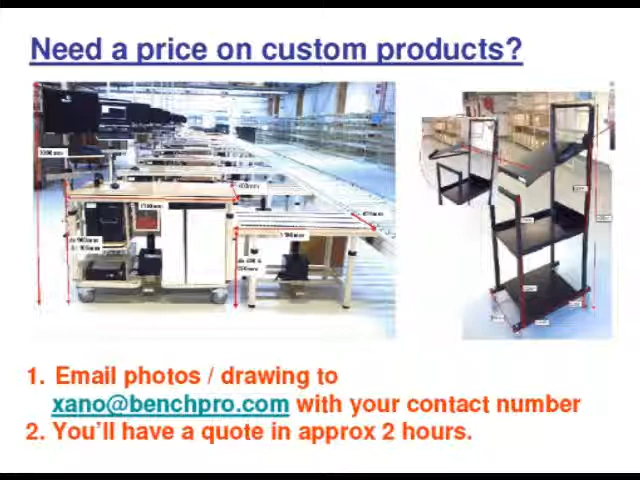 Need a price on custom products?
1. Email photos / drawing to
xano@benchpro.com with your contact number
2. You'll have a quote in approx 2 hours.